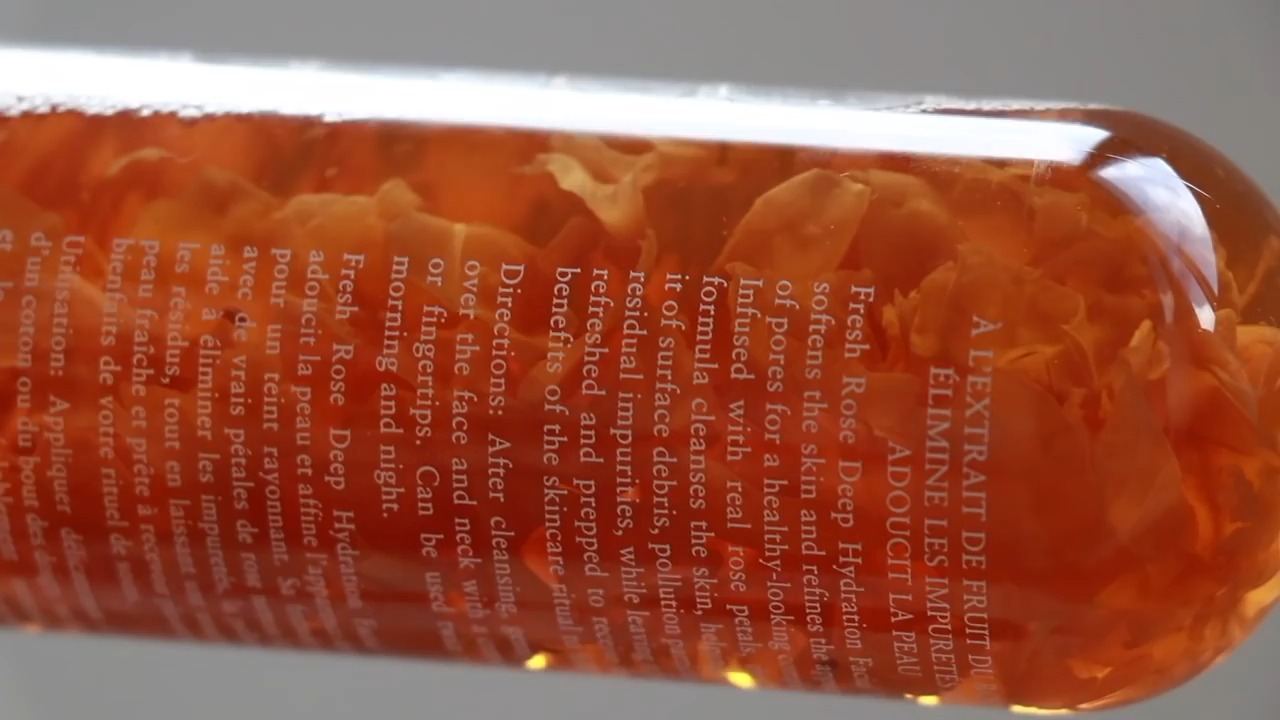 À L'EXTRAIT DE FRUIT DU
ÉLIMINE LES IMPURETÉS
ADOUCIT LA PEAU
Fresh Rose Deep Hydration
softens the skin and refines the
of pores for a healthy-looking
Infused with real rose petals,
formula cleanses the skin,
it of surface debris, pollution
residual impurities, while leaving
refreshed and prepped to
benefits of the skincare ritual
Directions: After cleansing,
over the face and neck with
or fingertips. Can be used
morning and night.
Fresh Rose Deep Hydration
adoucit la peau et affine
pour un teint rayonnant.
avec de vrais pétales de rose
aide à éliminer les impuretés,
les résidus, tout en laissant
peau fraîche et prête à
bienfaits de votre rituel de
Utilisation: Appliquer
d'un coton ou du bout des
et le